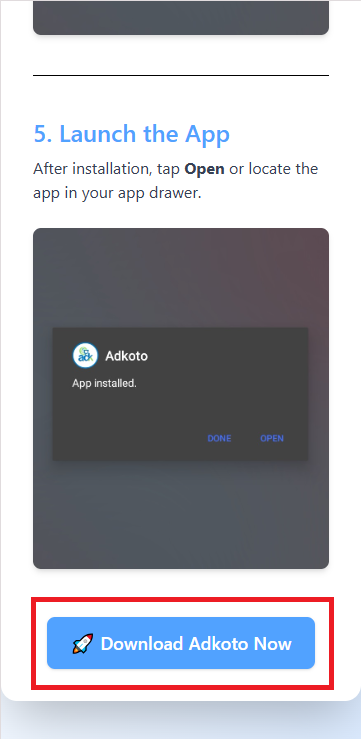 5. Launch the App
After installation, tap Open or locate the
app in your app drawer.
adk
Adkoto
App installed.
DONE OPEN
🚀 Download Adkoto Now